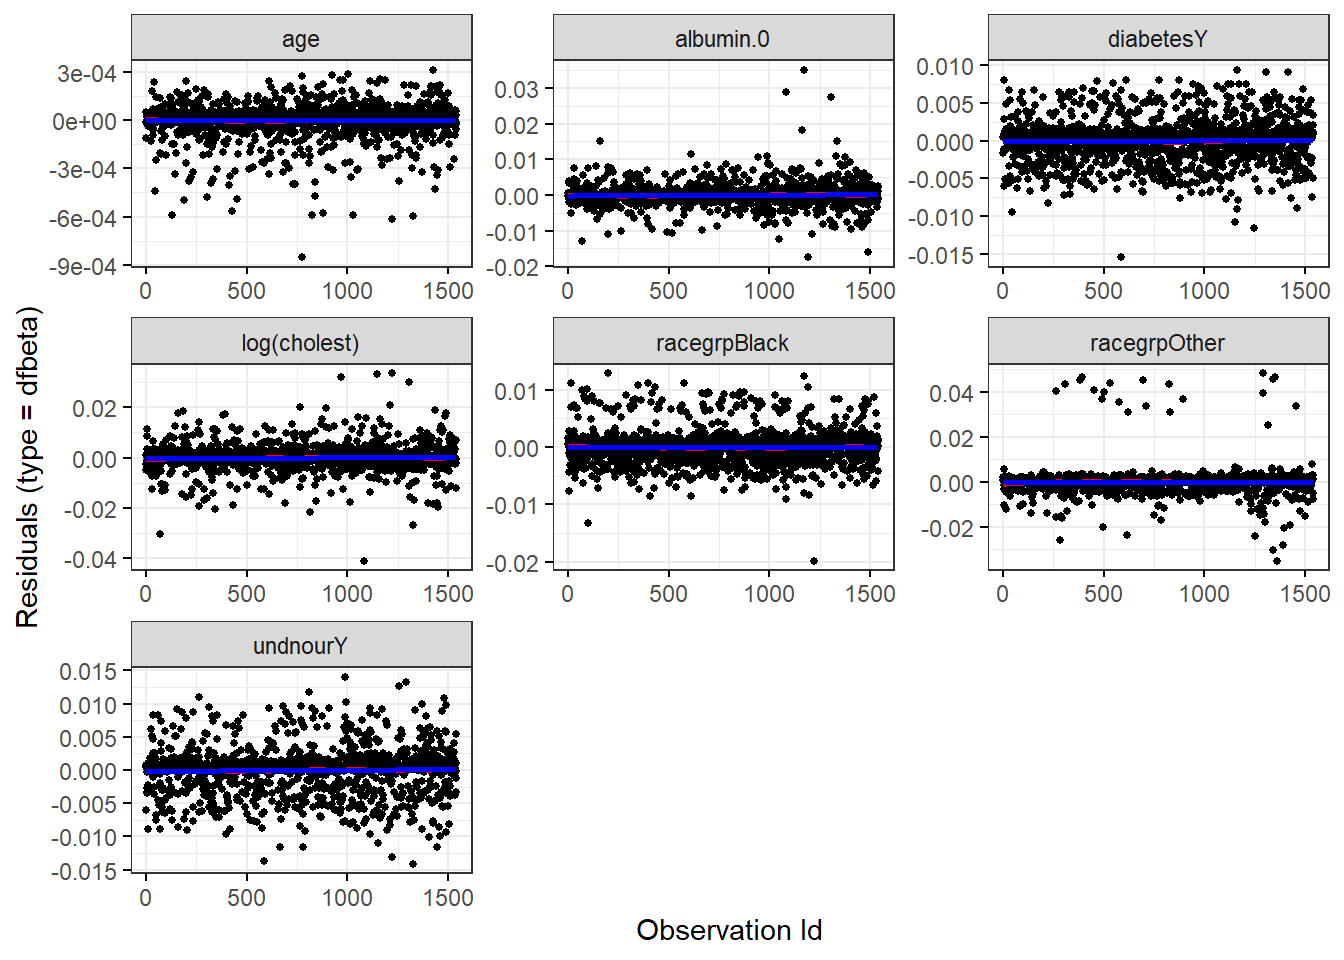 age
albumin.0
diabetesY
3e-04
0e+00
-3e-04
-6e-04
-9e-04
0.03
0.02
0.01
0.00
-0.01
-0.02
0.010
0.005
0.000
-0.005
-0.010
-0.015
0 500 1000 1500
0 500 1000 1500
0 500 1000 1500
log(cholest)
racegrpBlack
racegrpOther
0.02
0.00
-0.02
-0.04
0.01
0.00
-0.01
-0.02
0.04
0.02
0.00
-0.02
0 500 1000 1500
0 500 1000 1500
0 500 1000 1500
undnourY
0.015
0.010
0.005
0.000
-0.005
-0.010
-0.015
0 500 1000 1500
Residuals (type = dfbeta)
Observation Id